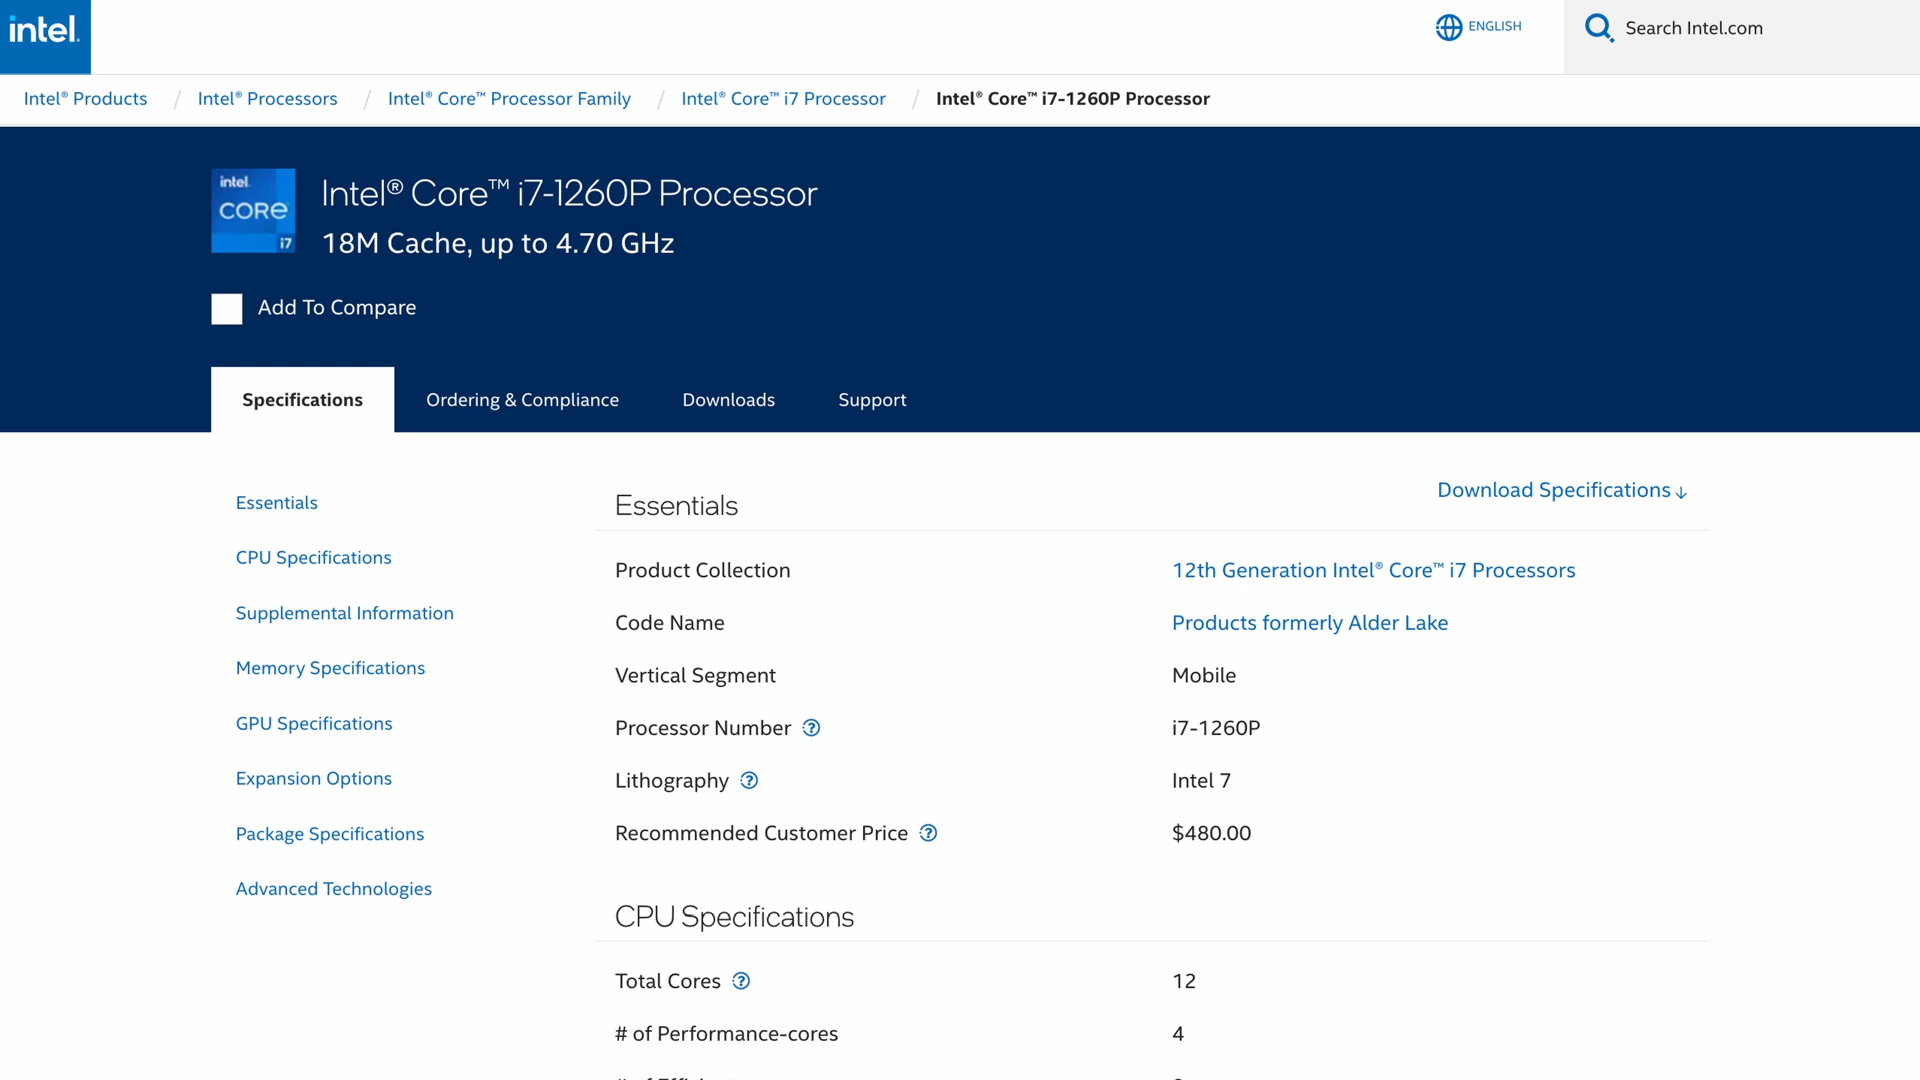 intel.
ENGLISH
Search Intel.com
Intel® Products / Intel® Processors / Intel® Core™ Processor Family / Intel® Core™ i7 Processor / Intel® Core™ i7-1260P Processor
intel
CORE
i7
Intel® Core™ i7-1260P Processor
18M Cache, up to 4.70 GHz
Add To Compare
Specifications Ordering & Compliance Downloads Support
Essentials
CPU Specifications
Supplemental Information
Memory Specifications
GPU Specifications
Expansion Options
Package Specifications
Advanced Technologies
Download Specifications ↓
Essentials
Product Collection 12th Generation Intel® Core™ i7 Processors
Code Name Products formerly Alder Lake
Vertical Segment Mobile
Processor Number ? i7-1260P
Lithography ? Intel 7
Recommended Customer Price ? $480.00
CPU Specifications
Total Cores ? 12
# of Performance-cores 4